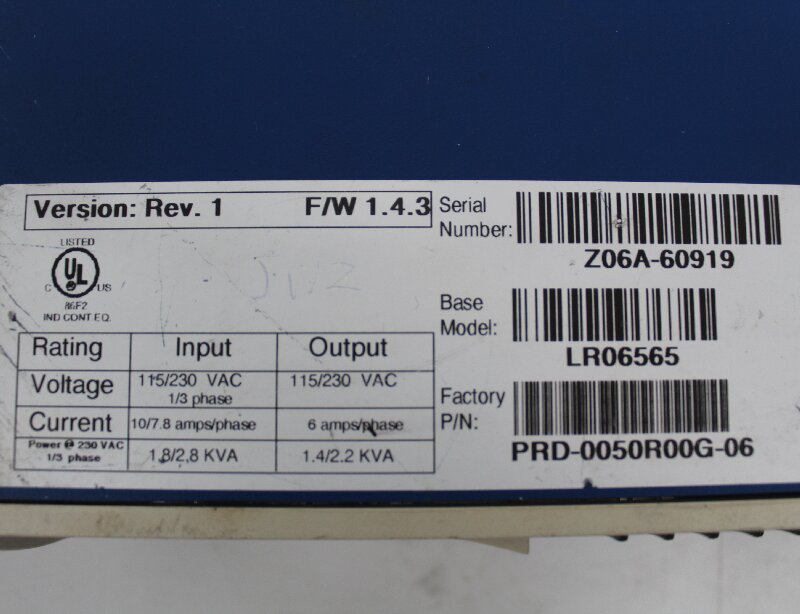 Version: Rev. 1 F/W 1.4.3
LISTED
UL
C US
86F2
IND CONT EQ.
Rating Input Output
Voltage 115/230 VAC 1/3 phase 115/230 VAC
Current 10/7.8 amps/phase 6 amps/phase
Power @ 230 VAC 1/3 phase 1.8/2.8 KVA 1.4/2.2 KVA
Serial Number:
Z06A-60919
Base Model:
LR06565
Factory P/N:
PRD-0050R00G-06